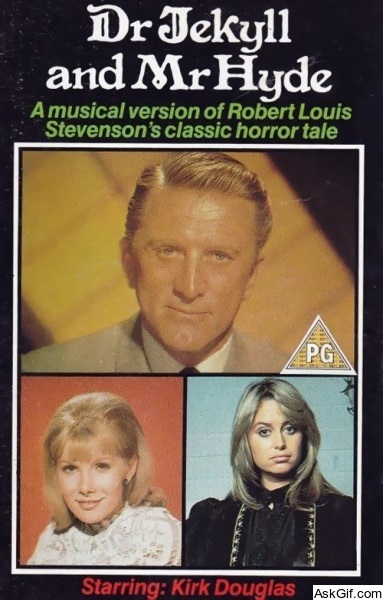 Dr Jekyll
and Mr Hyde
A musical version of Robert Louis
Stevenson's classic horror tale
PG
Starring: Kirk Douglas
AskGif.com